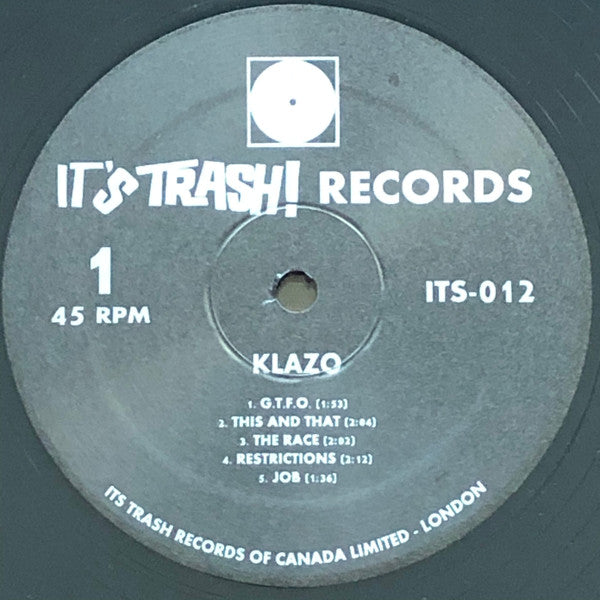 IT'S TRASH! RECORDS
1
45 RPM
ITS-012
KLAZO
1. G.T.F.O. (1:53)
2. THIS AND THAT (2:04)
3. THE RACE (2:02)
4. RESTRICTIONS (2:12)
5. JOB (1:36)
ITS TRASH RECORDS OF CANADA LIMITED - LONDON